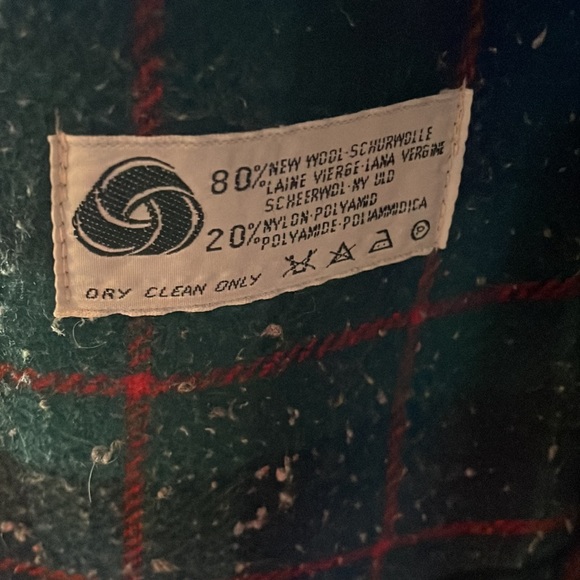 80% NEW WOOL·SCHURWOLLE
LAINE VIERGE·LANA VERGINE
SCHEERWOL·NY ULD
20% NYLON·POLYAMID
POLYAMIDE·POLIAMMIDICA
DRY CLEAN ONLY
P